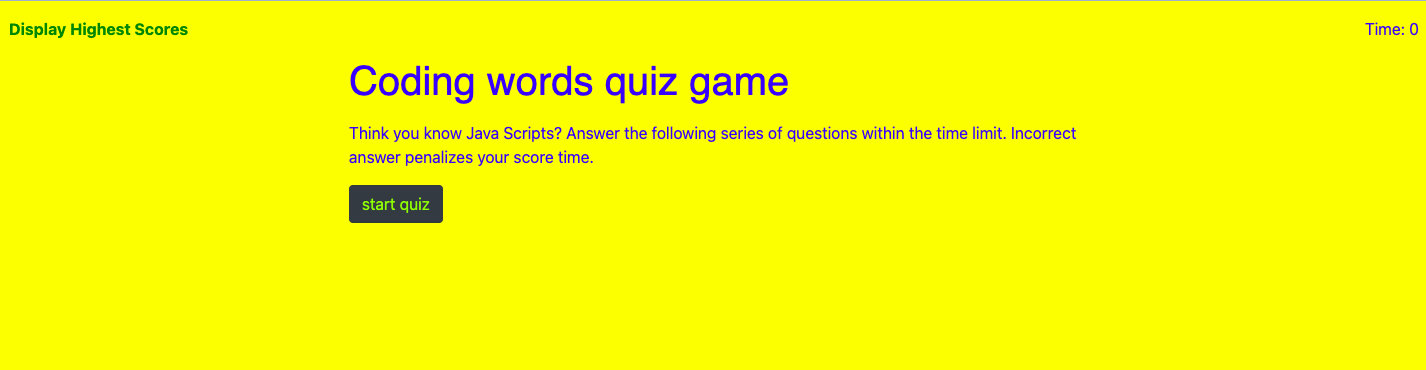 Display Highest Scores
Time: 0
Coding words quiz game
Think you know Java Scripts? Answer the following series of questions within the time limit. Incorrect
answer penalizes your score time.
start quiz